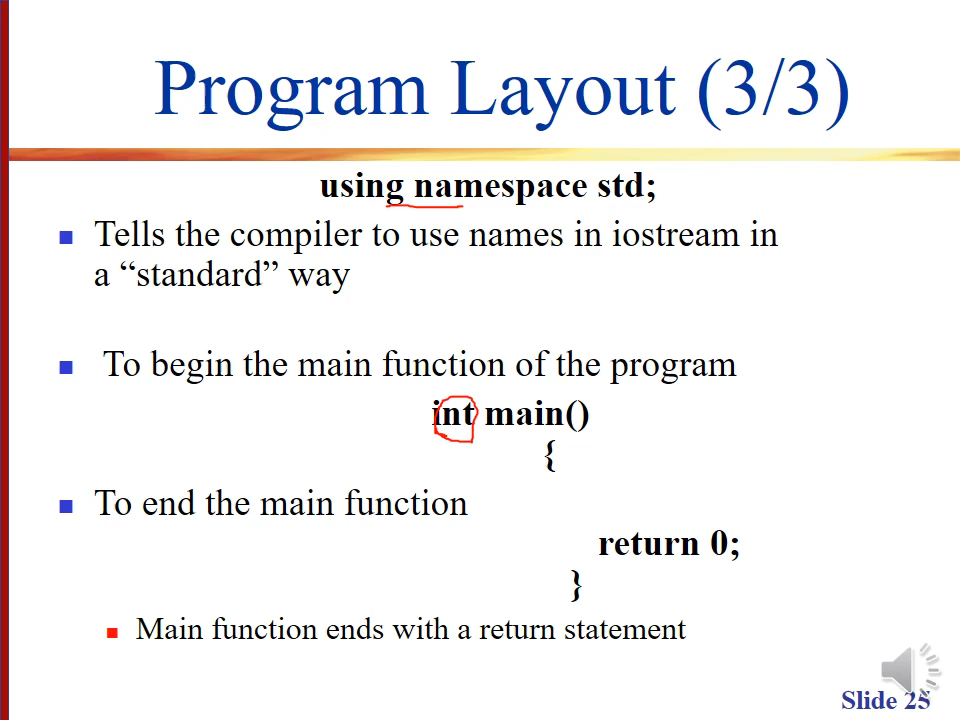 Program Layout (3/3)
using namespace std;
Tells the compiler to use names in iostream in
a “standard” way
To begin the main function of the program
int main()
{
To end the main function
return 0;
}
Main function ends with a return statement
Slide 25